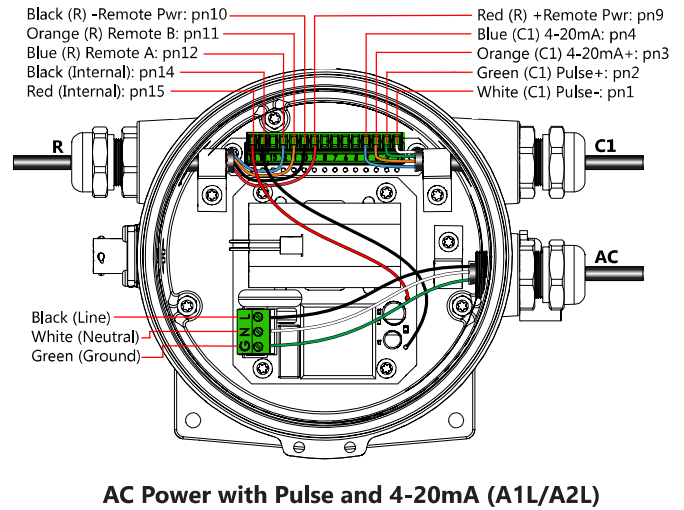 Black (R) -Remote Pwr: pn10
Orange (R) Remote B: pn11
Blue (R) Remote A: pn12
Black (Internal): pn14
Red (Internal): pn15
Red (R) +Remote Pwr: pn9
Blue (C1) 4-20mA: pn4
Orange (C1) 4-20mA+: pn3
Green (C1) Pulse+: pn2
White (C1) Pulse-: pn1
R
C1
AC
Black (Line)
White (Neutral)
Green (Ground)
L
N
G
AC Power with Pulse and 4-20mA (A1L/A2L)